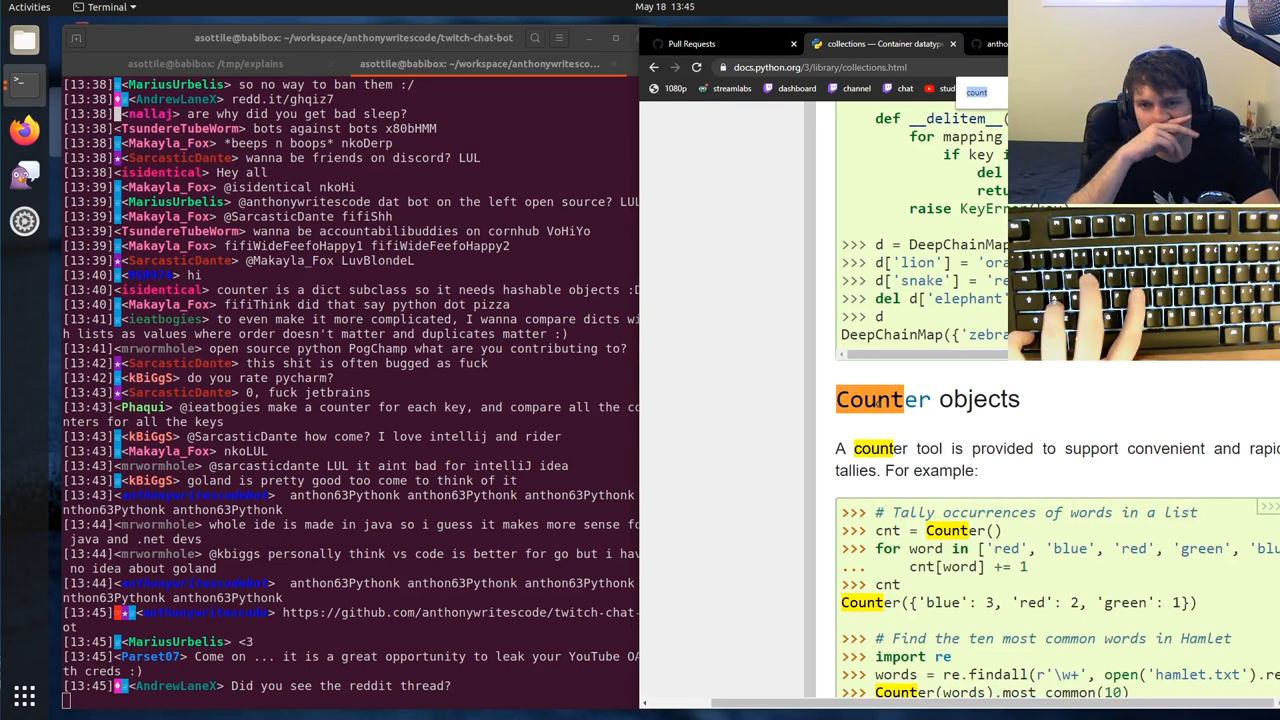 Activities
Terminal
May 18 13:45
asottile@babibox: ~/workspace/anthonywritescode/twitch-chat-bot
asottile@babibox: /tmp/explains
asottile@babibox: ~/workspace/anthonywritesco...
[13:38] <MariusUrbelis> so no way to ban them :/
[13:38] <AndrewLaneX> redd.it/ghqiz7
[13:38] <nallaj> are why did you get bad sleep?
[13:38] <TsundereTubeWorm> bots against bots x80bHMM
[13:38] <Makayla_Fox> *beeps n boops* nkoDerp
[13:38] <SarcasticDante> wanna be friends on discord? LUL
[13:38] <isidentical> Hey all
[13:39] <Makayla_Fox> @isidentical nkoHi
[13:39] <MariusUrbelis> @anthonywritescode dat bot on the left open source? LUL
[13:39] <Makayla_Fox> @SarcasticDante fifiShh
[13:39] <TsundereTubeWorm> wanna be accountabilibuddies on cornhub VoHiYo
[13:39] <Makayla_Fox> fifiWideFeefoHappy1 fifiWideFeefoHappy2
[13:39] <SarcasticDante> @Makayla_Fox LuvBlondeL
[13:40] hi
[13:40] <isidentical> counter is a dict subclass so it needs hashable objects :D
[13:40] <Makayla_Fox> fifiThink did that say python dot pizza
[13:41] <ieatbogies> to even make it more complicated, I wanna compare dicts wi
h lists as values where order doesn't matter and duplicates matter :)
[13:41] <mrwormhole> open source python PogChamp what are you contributing to?
[13:42] <SarcasticDante> this shit is often bugged as fuck
[13:42] <kBiGgS> do you rate pycharm?
[13:42] <SarcasticDante> 0, fuck jetbrains
[13:42] <Phaqui> @ieatbogies make a counter for each key, and compare all the co
nters for all the keys
[13:43] <kBiGgS> @SarcasticDante how come? I love intellij and rider
[13:43] <Makayla_Fox> nkoLUL
[13:43] <mrwormhole> @sarcasticdante LUL it aint bad for intelliJ idea
[13:43] <kBiGgS> goland is pretty good too come to think of it
[13:43] <anthonywritescodebot> anthon63Pythonk anthon63Pythonk anthon63Pythonk
nthon63Pythonk anthon63Pythonk
[13:44] <mrwormhole> whole ide is made in java so i guess it makes more sense fo
java and .net devs
[13:44] <mrwormhole> @kbiggs personally think vs code is better for go but i hav
no idea about goland
[13:44] <anthonywritescodebot> anthon63Pythonk anthon63Pythonk anthon63Pythonk
nthon63Pythonk anthon63Pythonk
[13:45] <anthonywritescode> https://github.com/anthonywritescode/twitch-chat-
ot
[13:45] <MariusUrbelis> <3
[13:45] <Parset07> Come on ... it is a great opportunity to leak your YouTube OA
th creds :)
[13:45] <AndrewLaneX> Did you see the reddit thread?
Pull Requests
collections — Container datatyp
antho
docs.python.org/3/library/collections.html
1080p
streamlabs
dashboard
channel
chat
stud
count
def __delitem__(
for mapping
if key i
del
retu
raise KeyError(key)
>>> d = DeepChainMap
>>> d['lion'] = 'ora
>>> d['snake'] = 're
>>> del d['elephant'
>>> d
DeepChainMap({'zebra
Counter objects
A counter tool is provided to support convenient and rapid
tallies. For example:
>>>
>>> # Tally occurrences of words in a list
>>> cnt = Counter()
>>> for word in ['red', 'blue', 'red', 'green', 'blu
... cnt[word] += 1
>>> cnt
Counter({'blue': 3, 'red': 2, 'green': 1})
>>> # Find the ten most common words in Hamlet
>>> import re
>>> words = re.findall(r'\w+', open('hamlet.txt').re
Counter(words).most_common(10)